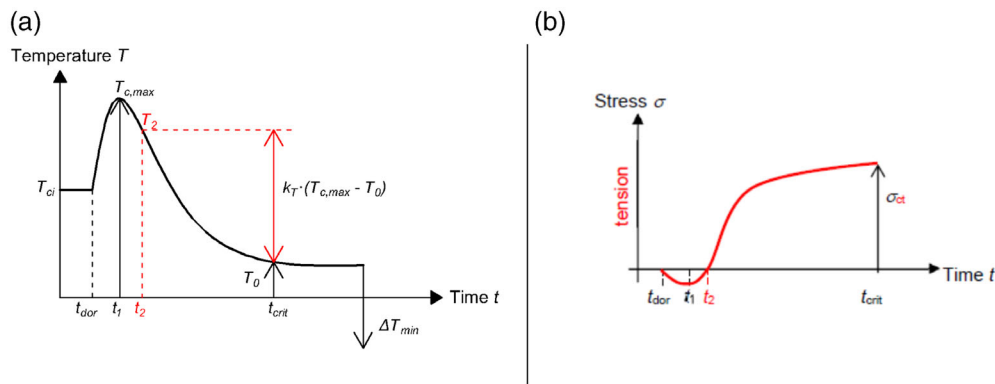 (a)
Temperature T
T_c,max
T_2
T_ci
k_T·(T_c,max - T_0)
T_0
Time t
t_dor
t_1
t_2
t_crit
ΔT_min
(b)
Stress σ
tension
σ_ct
Time t
t_dor
t_1
t_2
t_crit